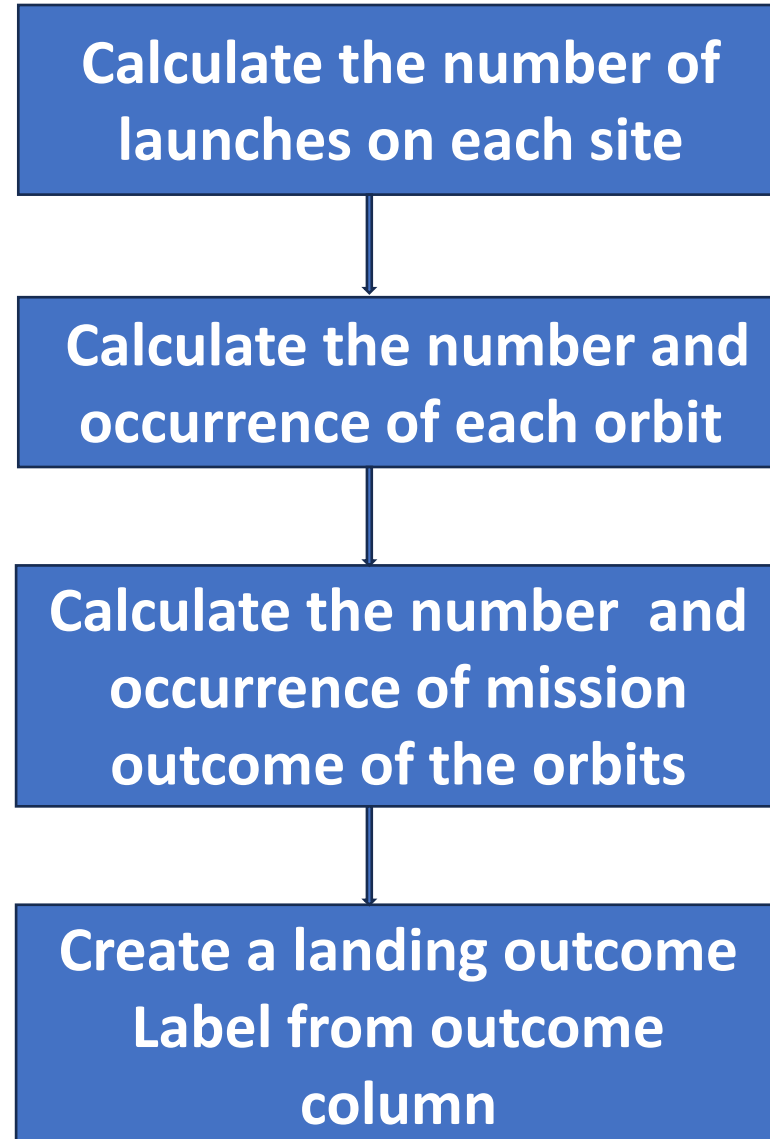 Calculate the number of
launches on each site
Calculate the number and
occurrence of each orbit
Calculate the number  and
occurrence of mission
outcome of the orbits
Create a landing outcome
Label from outcome
column